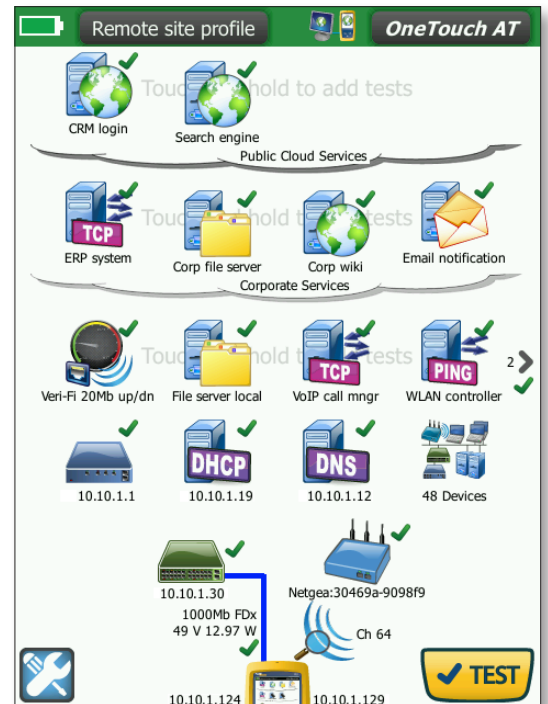 Remote site profile
OneTouch AT
Touch hold to add tests
CRM login
Search engine
Public Cloud Services
Touch hold to tests
TCP
ERP system
Corp file server
Corp wiki
Email notification
Corporate Services
Touch hold to tests
TCP
PING
2
Veri-Fi 20Mb up/dn
File server local
VoIP call mngr
WLAN controller
DHCP
DNS
10.10.1.1
10.10.1.19
10.10.1.12
48 Devices
10.10.1.30
Netgea:30469a-9098f9
1000Mb FDx
49 V 12.97 W
Ch 64
TEST
10.10.1.124
10.10.1.129